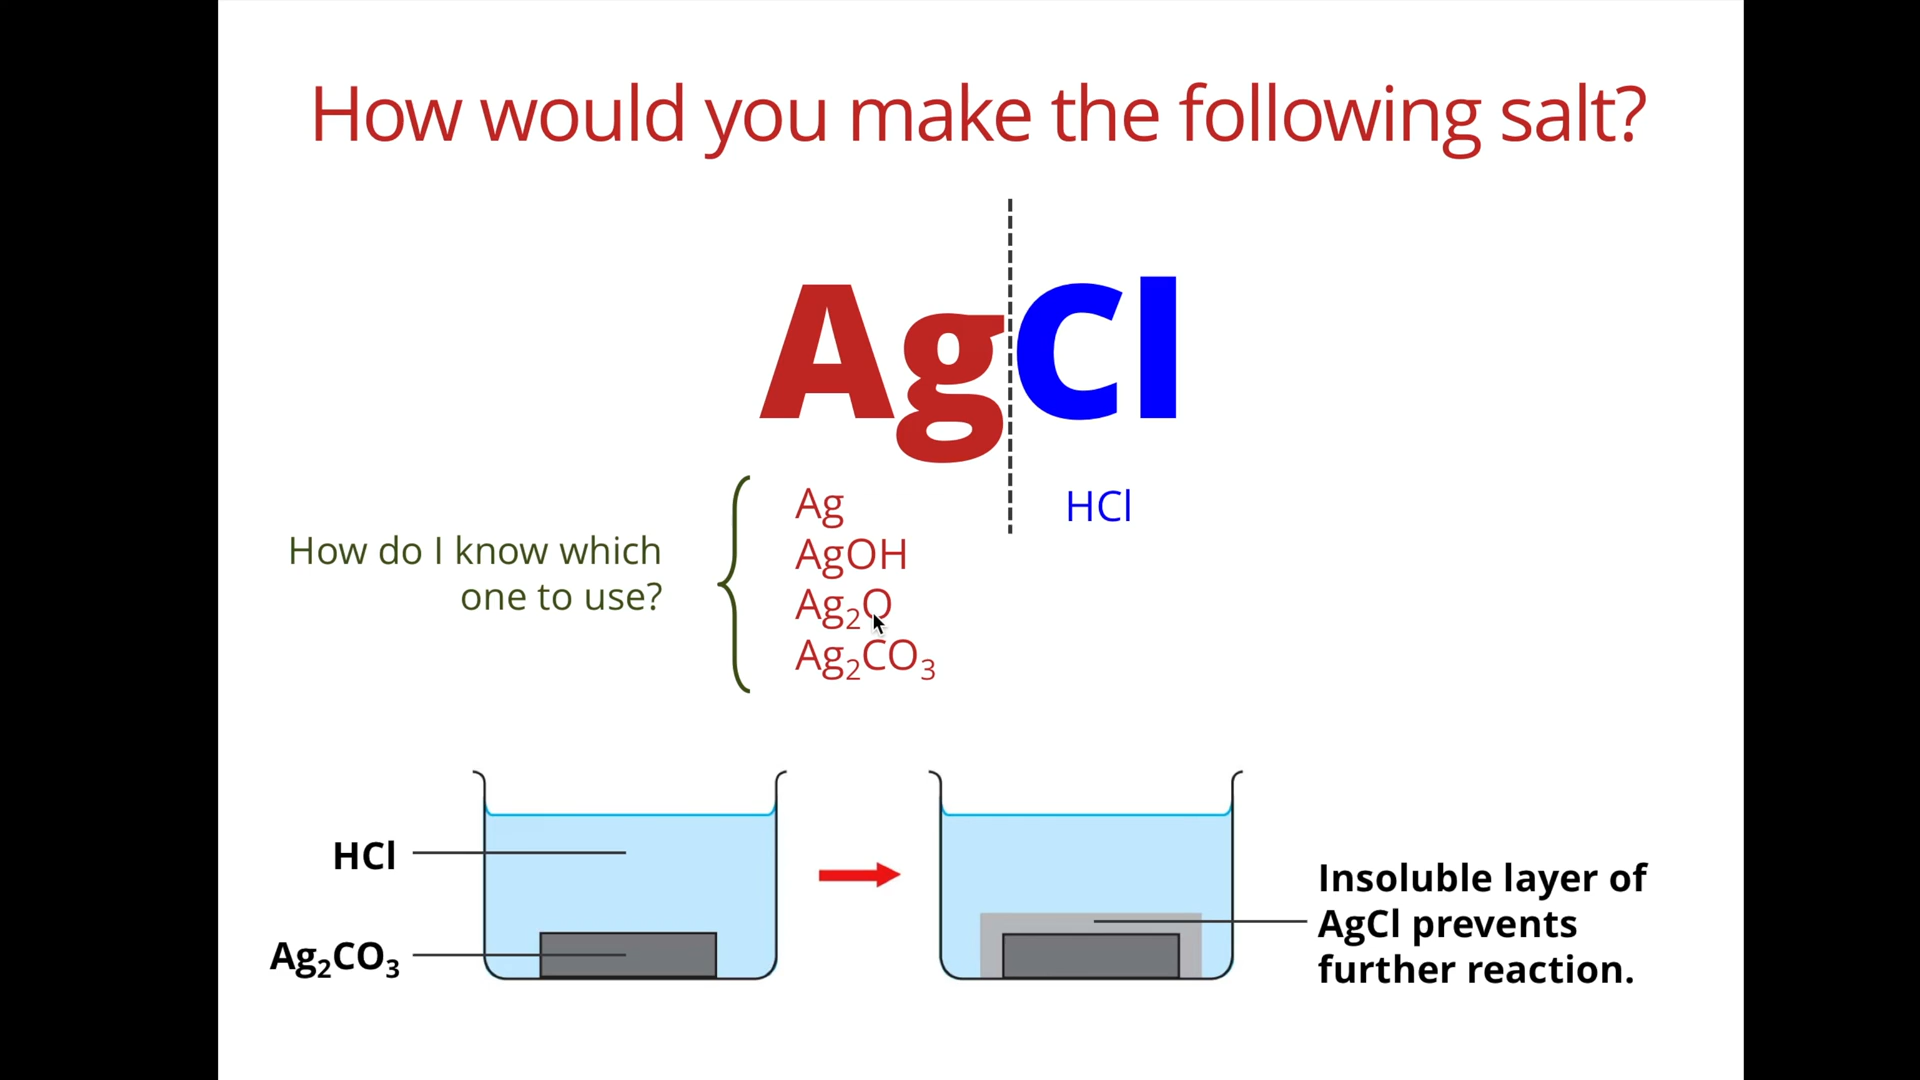 How would you make the following salt?
AgCl
Ag
HCl
AgOH
Ag₂O
Ag₂CO₃
How do I know which
one to use?
HCl
Ag₂CO₃
Insoluble layer of
AgCl prevents
further reaction.